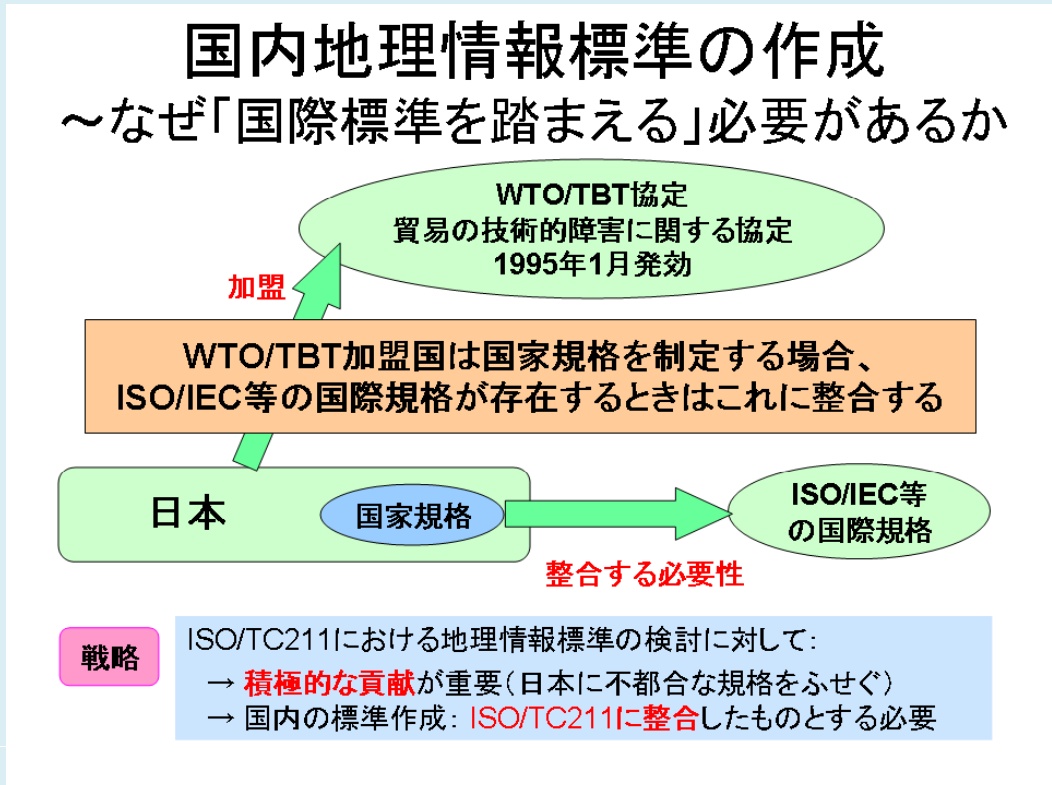 国内地理情報標準の作成
～なぜ「国際標準を踏まえる」必要があるか
WTO/TBT協定
貿易の技術的障害に関する協定
1995年1月発効
加盟
WTO/TBT加盟国は国家規格を制定する場合、
ISO/IEC等の国際規格が存在するときはこれに整合する
日本
国家規格
ISO/IEC等
の国際規格
整合する必要性
戦略
ISO/TC211における地理情報標準の検討に対して：
→ 積極的な貢献が重要（日本に不都合な規格をふせぐ）
→ 国内の標準作成： ISO/TC211に整合したものとする必要